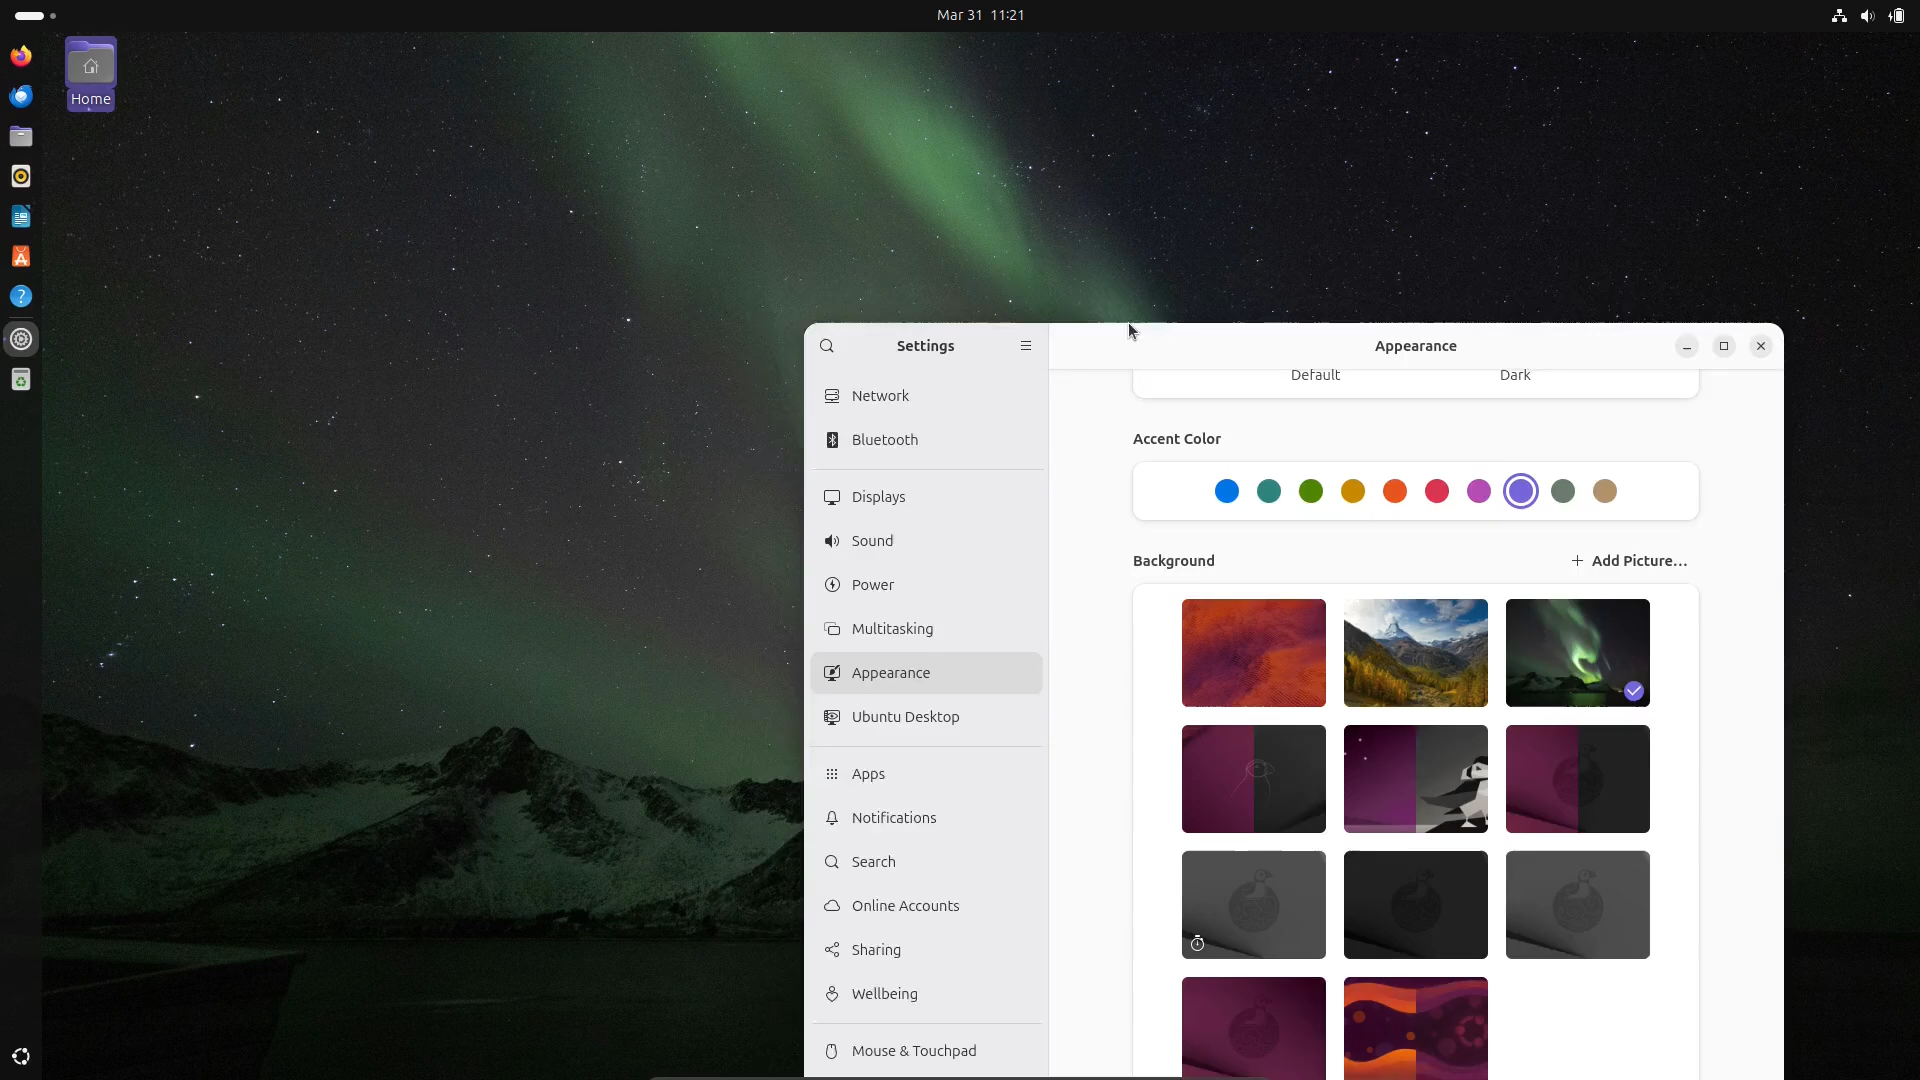 Mar 31 11:21
Home
Settings
Appearance
Network
Bluetooth
Displays
Sound
Power
Multitasking
Appearance
Ubuntu Desktop
Apps
Notifications
Search
Online Accounts
Sharing
Wellbeing
Mouse & Touchpad
Default Dark
Accent Color
Background
Add Picture…